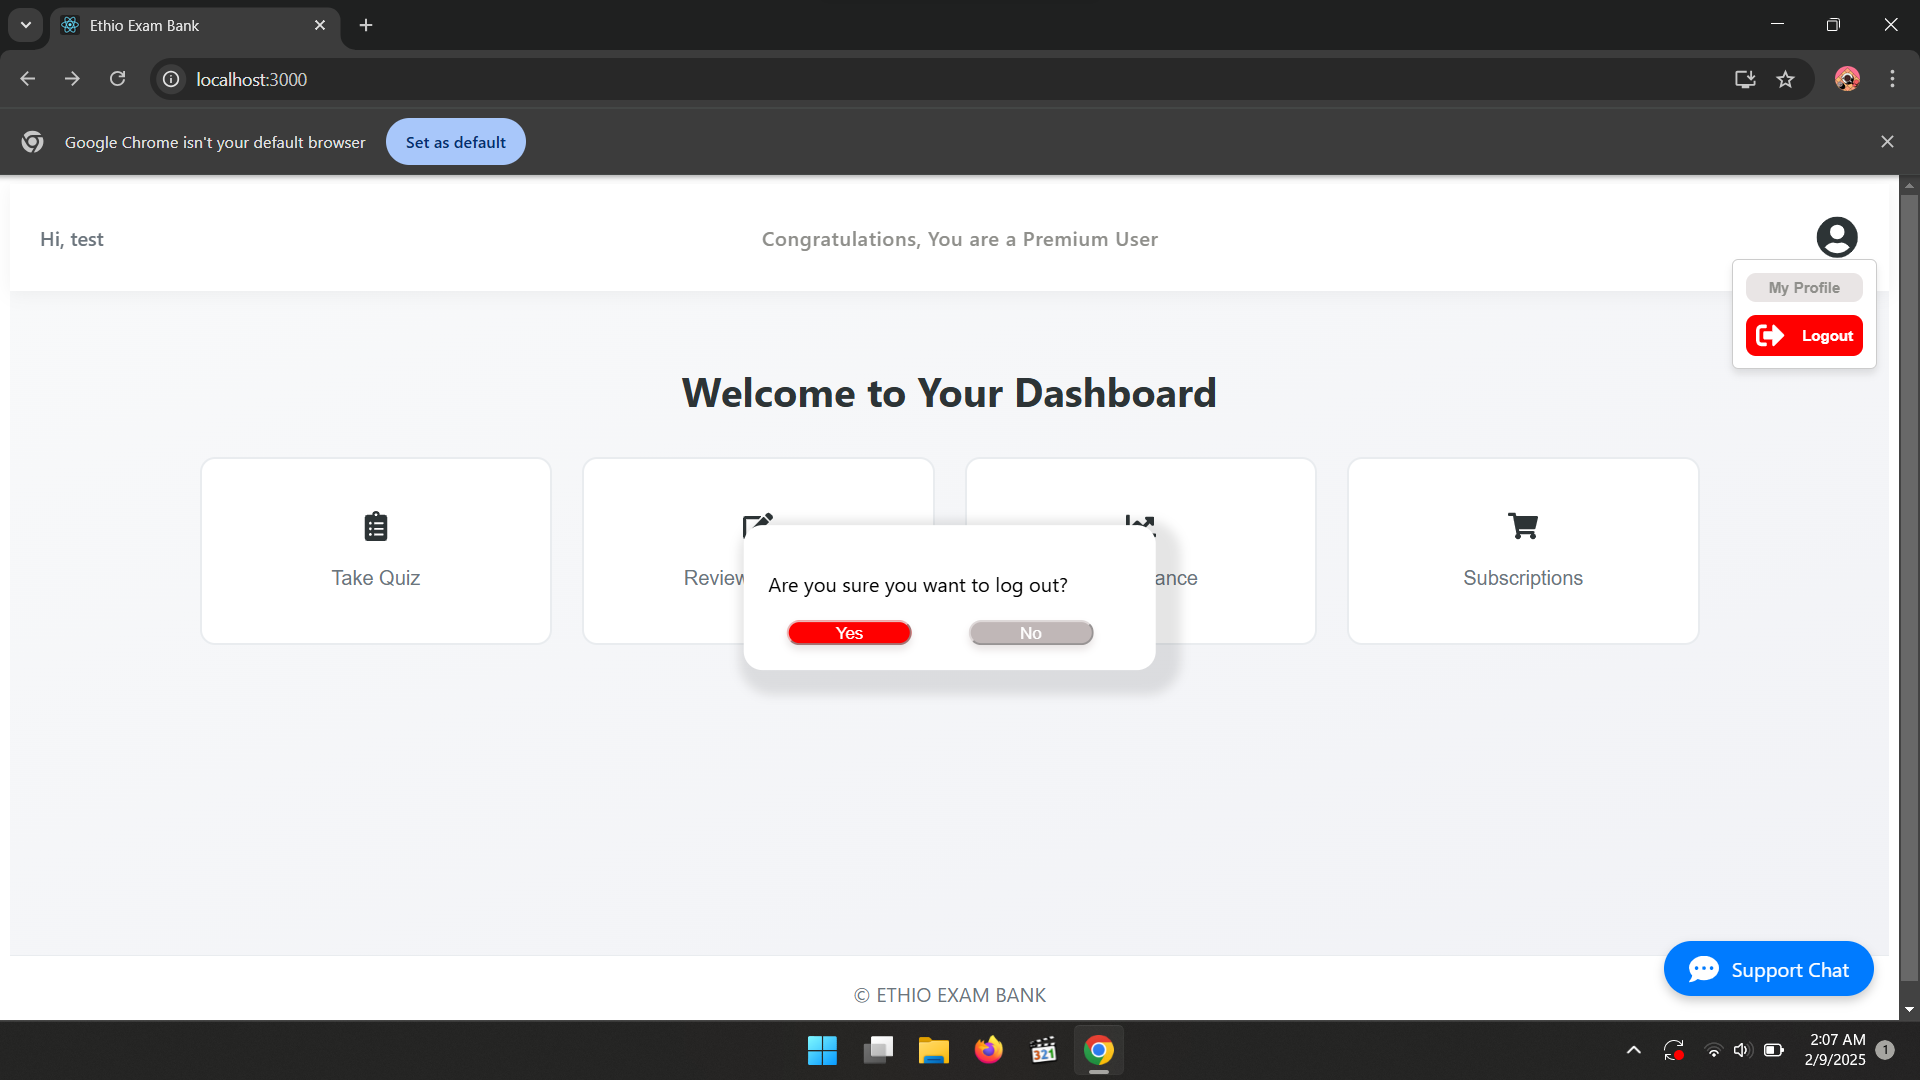 Ethio Exam Bank
localhost:3000
Google Chrome isn't your default browser
Set as default
Hi, test
Congratulations, You are a Premium User
My Profile
Logout
Welcome to Your Dashboard
Take Quiz
Review
ance
Subscriptions
Are you sure you want to log out?
Yes
No
Support Chat
© ETHIO EXAM BANK
321
2:07 AM
2/9/2025
1